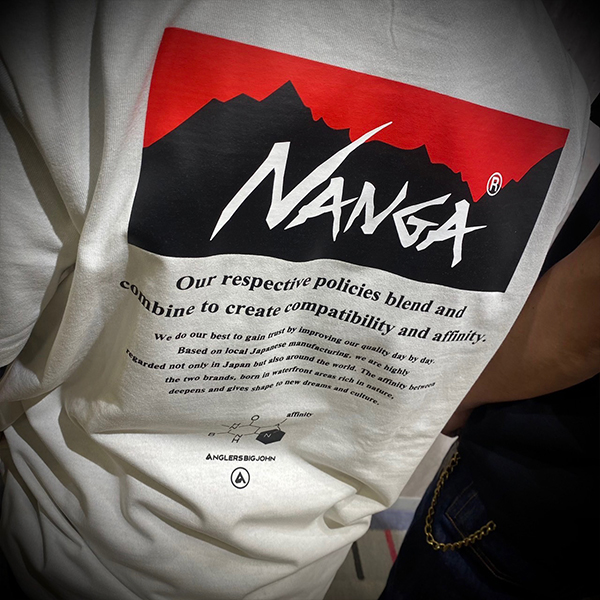 NANGA ®
Our respective policies blend and
combine to create compatibility and affinity.
We do our best to gain trust by improving our quality day by day.
Based on local Japanese manufacturing, we are highly
regarded not only in Japan but also around the world. The affinity between
the two brands, born in waterfront areas rich in nature,
deepens and gives shape to new dreams and culture.
affinity
ANGLERSBIGJOHN
A